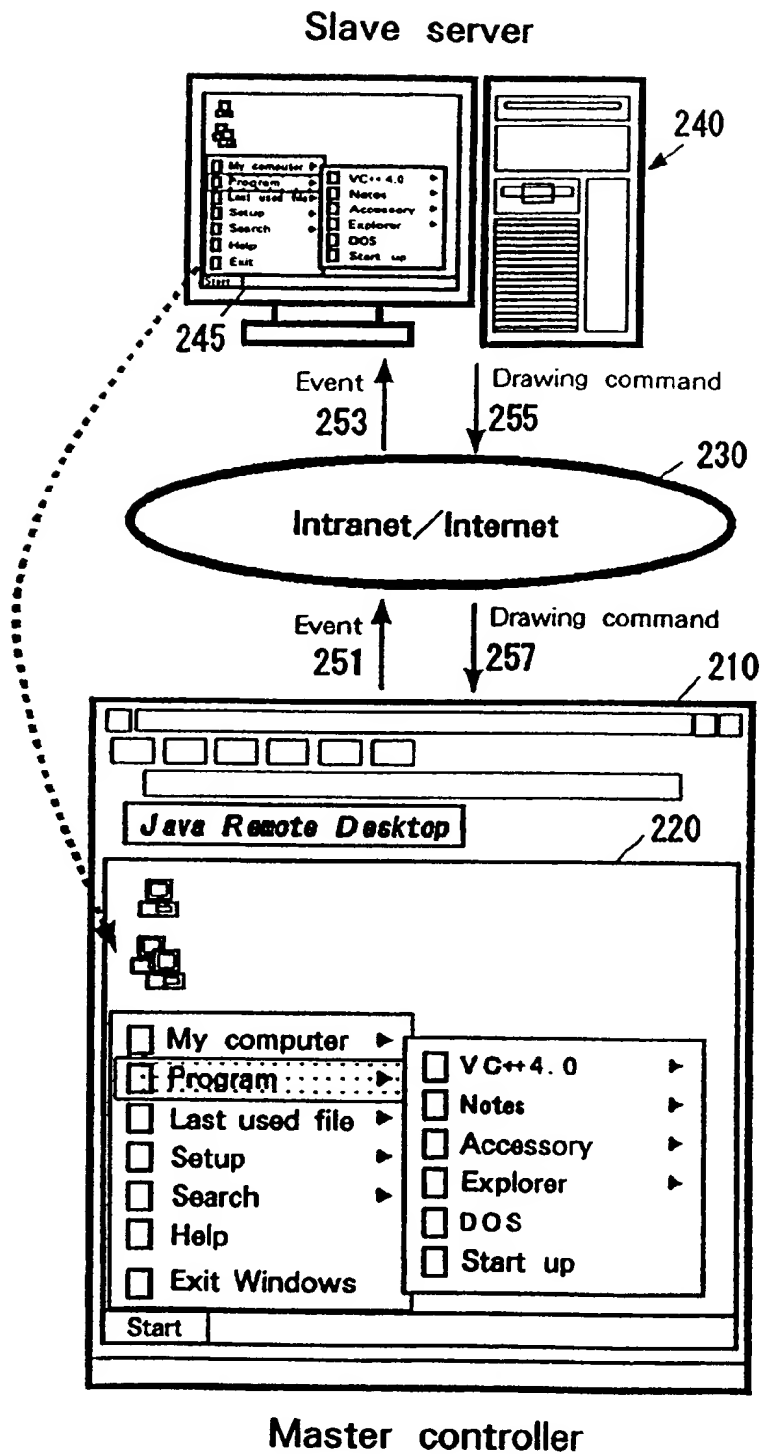 Slave server
240
My computer
Program
Last used file
Setup
Search
Help
Exit
Start
VC++ 4.0
Notes
Accessory
Explorer
DOS
Start up
245
Event
253
Drawing command
255
230
Intranet/Internet
Event
251
Drawing command
257
210
Java Remote Desktop
220
My computer
Program
Last used file
Setup
Search
Help
Exit Windows
Start
VC++4.0
Notes
Accessory
Explorer
DOS
Start up
Master controller